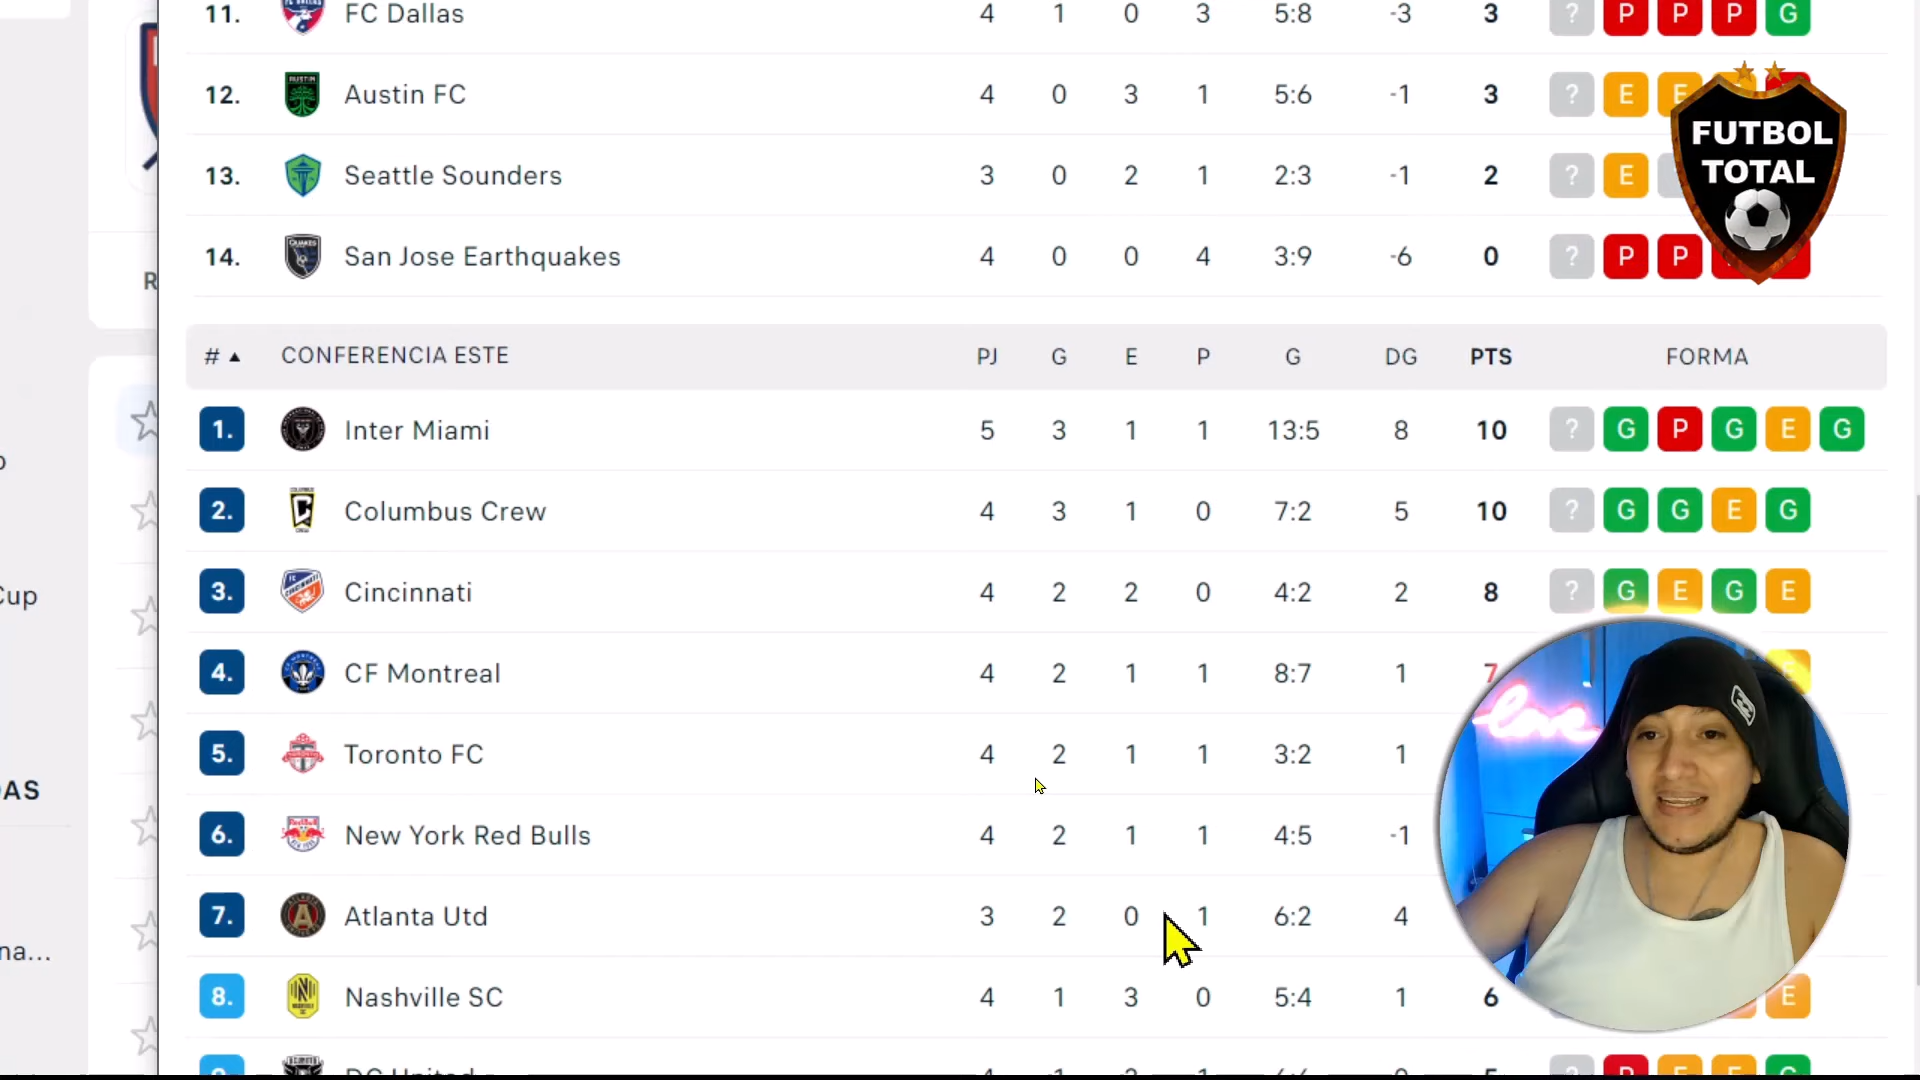 11. FC Dallas 4 1 0 3 5:8 -3 3 ? P P P G
12. Austin FC 4 0 3 1 5:6 -1 3 ? E E
13. Seattle Sounders 3 0 2 1 2:3 -1 2 ? E
14. San Jose Earthquakes 4 0 0 4 3:9 -6 0 ? P P
FUTBOL
TOTAL
R
# ▲ CONFERENCIA ESTE PJ G E P G DG PTS FORMA
1. Inter Miami 5 3 1 1 13:5 8 10 ? G P G E G
2. Columbus Crew 4 3 1 0 7:2 5 10 ? G G E G
3. Cincinnati 4 2 2 0 4:2 2 8 ? G E G E
Cup
4. CF Montreal 4 2 1 1 8:7 1 7 E
love
5. Toronto FC 4 2 1 1 3:2 1
6. New York Red Bulls 4 2 1 1 4:5 -1
7. Atlanta Utd 3 2 0 1 6:2 4
na...
8. Nashville SC 4 1 3 0 5:4 1 6 E
DC United